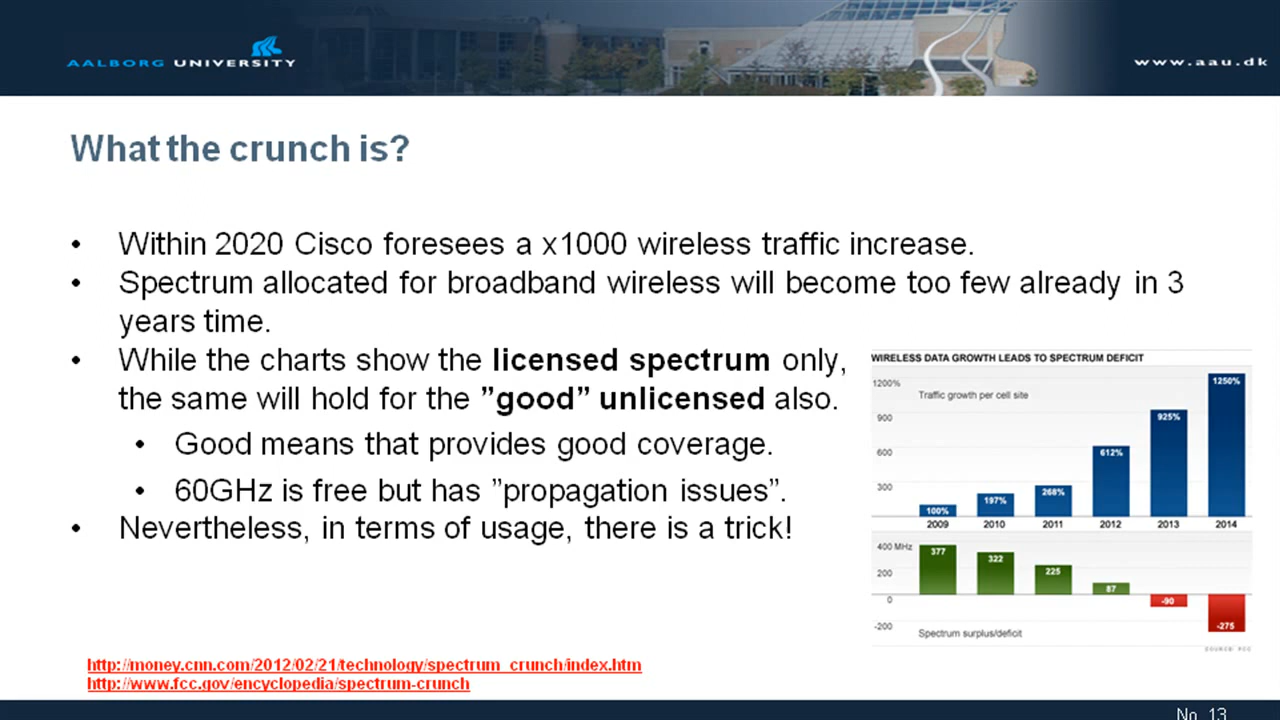 AALBORG UNIVERSITY
www.aau.dk
What the crunch is?
• Within 2020 Cisco foresees a x1000 wireless traffic increase.
• Spectrum allocated for broadband wireless will become too few already in 3
years time.
• While the charts show the licensed spectrum only,
the same will hold for the ”good” unlicensed also.
• Good means that provides good coverage.
• 60GHz is free but has ”propagation issues”.
• Nevertheless, in terms of usage, there is a trick!
WIRELESS DATA GROWTH LEADS TO SPECTRUM DEFICIT
1200%
Traffic growth per cell site
900
600
300
100% 197% 268% 612% 925% 1250%
2009 2010 2011 2012 2013 2014
400 MHz
200
0
-200
377 322 225 87 -90 -275
Spectrum surplus/deficit
SOURCE: FCC
http://money.cnn.com/2012/02/21/technology/spectrum_crunch/index.htm
http://www.fcc.gov/encyclopedia/spectrum-crunch
No. 13